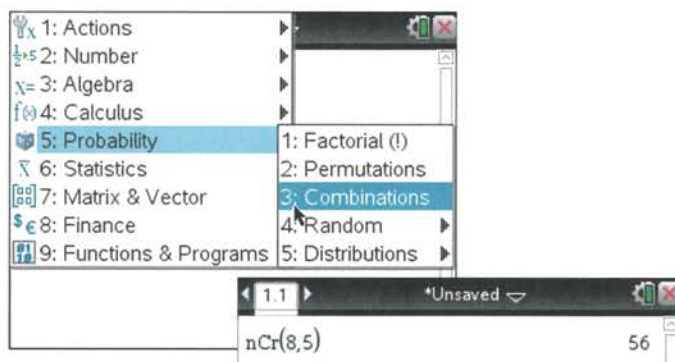 1: Actions
2: Number
3: Algebra
4: Calculus
5: Probability
6: Statistics
7: Matrix & Vector
8: Finance
9: Functions & Programs
1: Factorial (!)
2: Permutations
3: Combinations
4: Random
5: Distributions
1.1 *Unsaved
nCr(8,5) 56